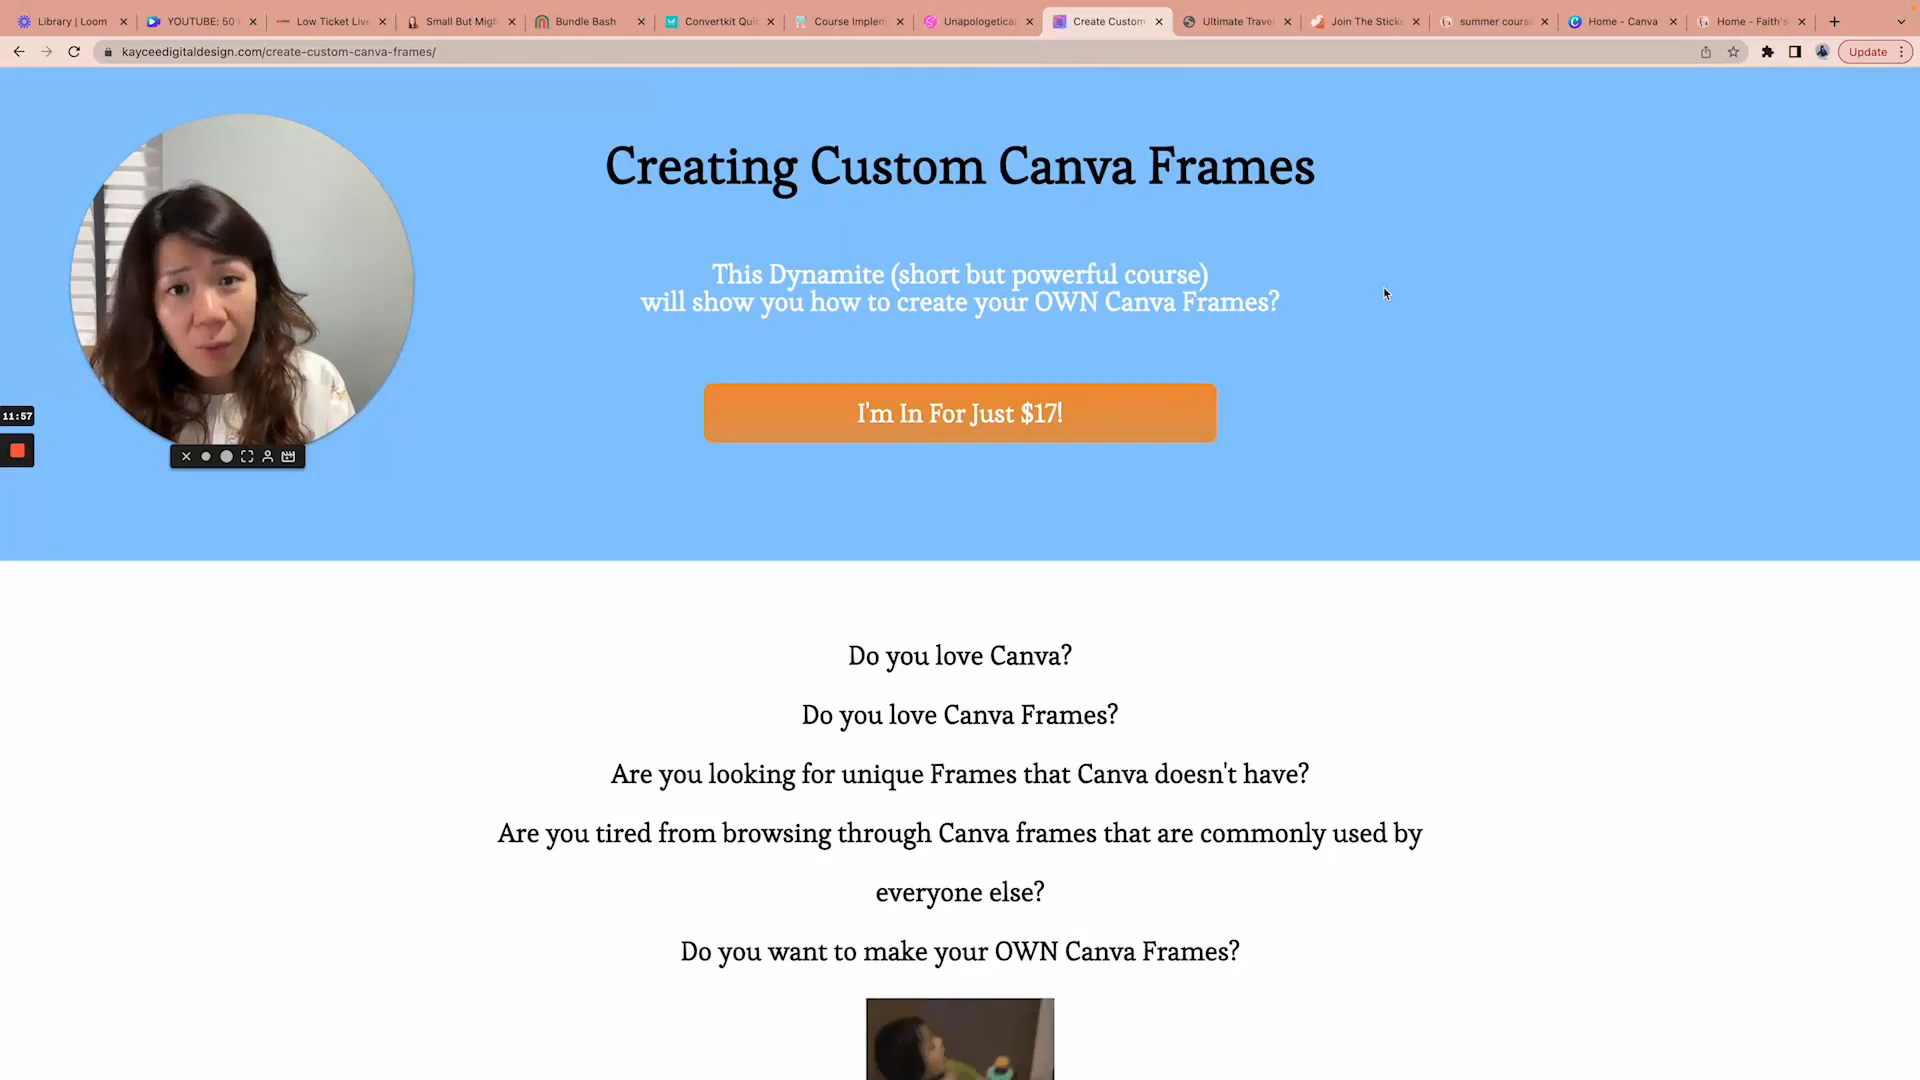 Library | Loom
YOUTUBE: 50
Low Ticket Live
Small But Migh
Bundle Bash
Convertkit Qui
Course Implem
Unapologetical
Create Custom
Ultimate Travel
Join The Sticke
summer course
Home - Canva
Home - Faith's
kayceedigitaldesign.com/create-custom-canva-frames/
Update
Creating Custom Canva Frames
This Dynamite (short but powerful course)
will show you how to create your OWN Canva Frames?
11:57
I'm In For Just $17!
Do you love Canva?
Do you love Canva Frames?
Are you looking for unique Frames that Canva doesn't have?
Are you tired from browsing through Canva frames that are commonly used by
everyone else?
Do you want to make your OWN Canva Frames?